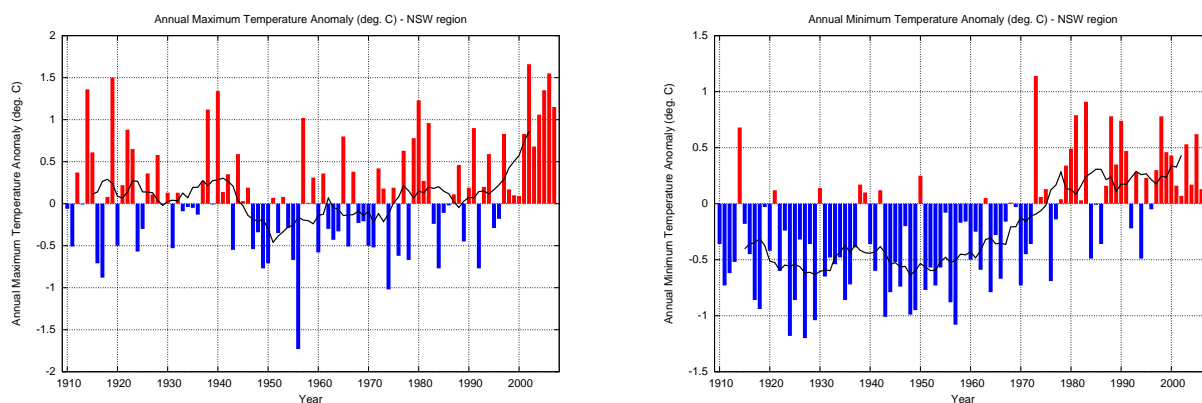 Annual Maximum Temperature Anomaly (deg. C) - NSW region
Annual Maximum Temperature Anomaly (deg. C)
2
1.5
1
0.5
0
-0.5
-1
-1.5
-2
1910 1920 1930 1940 1950 1960 1970 1980 1990 2000
Year
Annual Minimum Temperature Anomaly (deg. C) - NSW region
Annual Minimum Temperature Anomaly (deg. C)
1.5
1
0.5
0
-0.5
-1
-1.5
1910 1920 1930 1940 1950 1960 1970 1980 1990 2000
Year